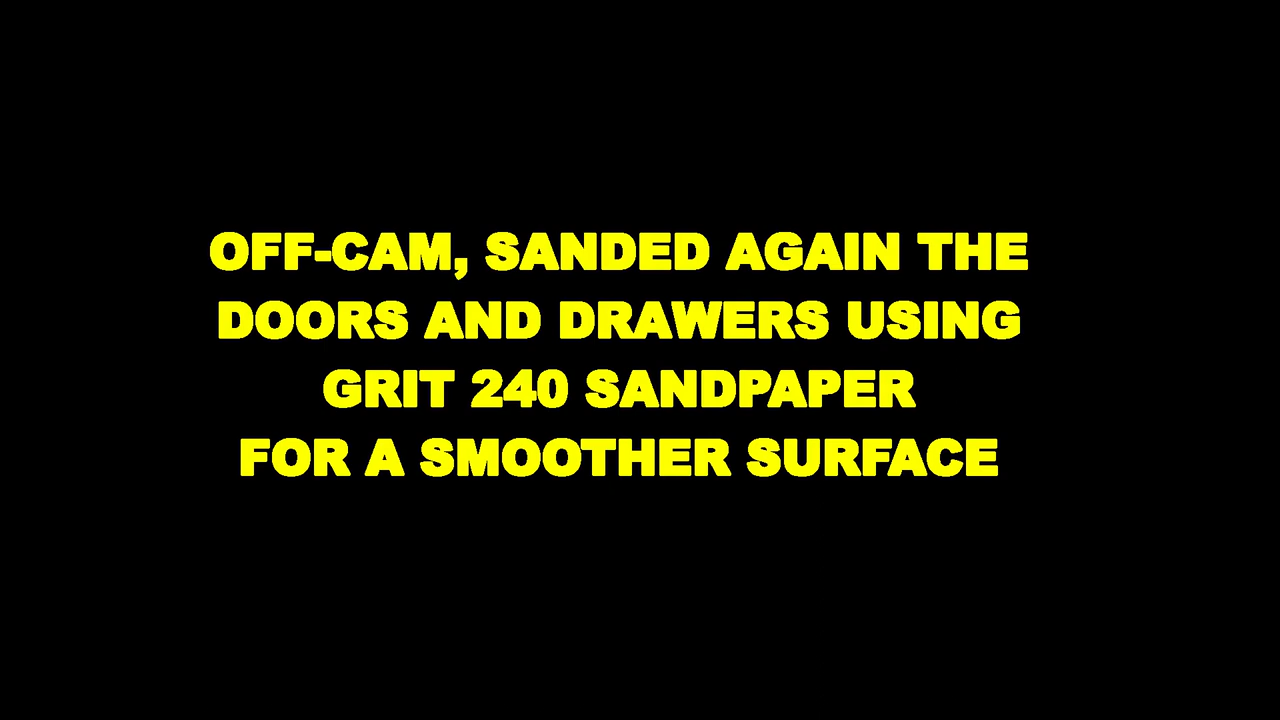 OFF-CAM, SANDED AGAIN THE
DOORS AND DRAWERS USING
GRIT 240 SANDPAPER
FOR A SMOOTHER SURFACE